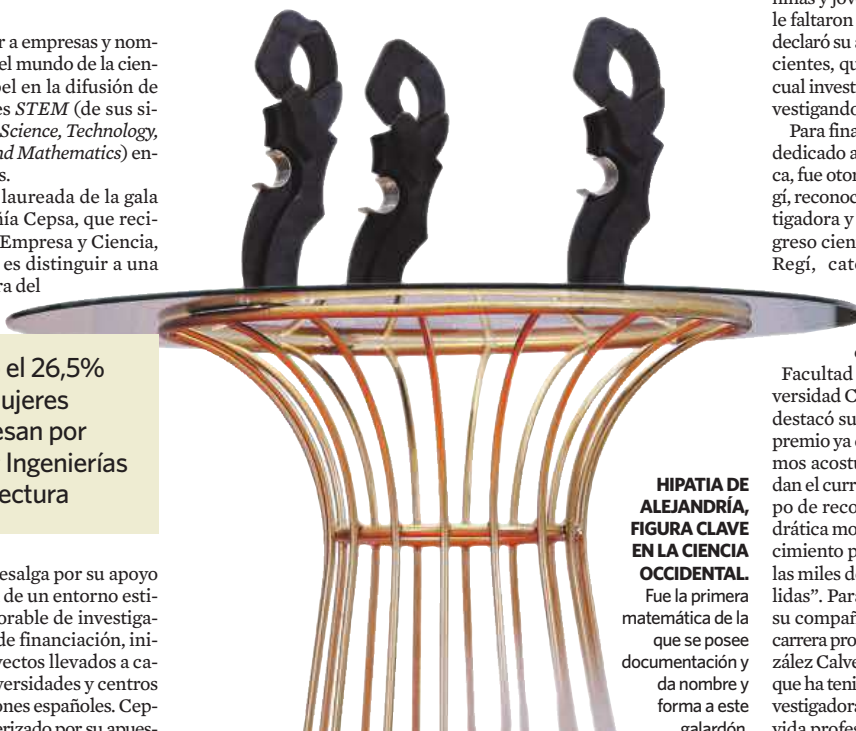 r a empresas y nom-
el mundo de la cien-
pel en la difusión de
es STEM (de sus si-
Science, Technology,
nd Mathematics) en-
s.
laureada de la gala
ñía Cepsa, que reci-
Empresa y Ciencia,
es distinguir a una
ra del
el 26,5%
ujeres
esan por
Ingenierías
ectura
esalga por su apoyo
de un entorno esti-
orable de investiga-
de financiación, ini-
yectos llevados a ca-
versidades y centros
ones españoles. Cep-
erizado por su apues-
HIPATIA DE
ALEJANDRÍA,
FIGURA CLAVE
EN LA CIENCIA
OCCIDENTAL.
Fue la primera
matemática de la
que se posee
documentación y
da nombre y
forma a este
galardón.
le faltaron
declaró su a
cientes, qu
cual invest
vestigando
Para fina
dedicado a
ca, fue otor
gí, reconoc
tigadora y
greso cien
Regí, cate
Facultad
versidad C
destacó su
premio ya
mos acostu
dan el curr
po de reco
drática mo
cimiento p
las miles de
lidas”. Para
su compañ
carrera pro
zález Calve
que ha teni
vestigadora
vida profes